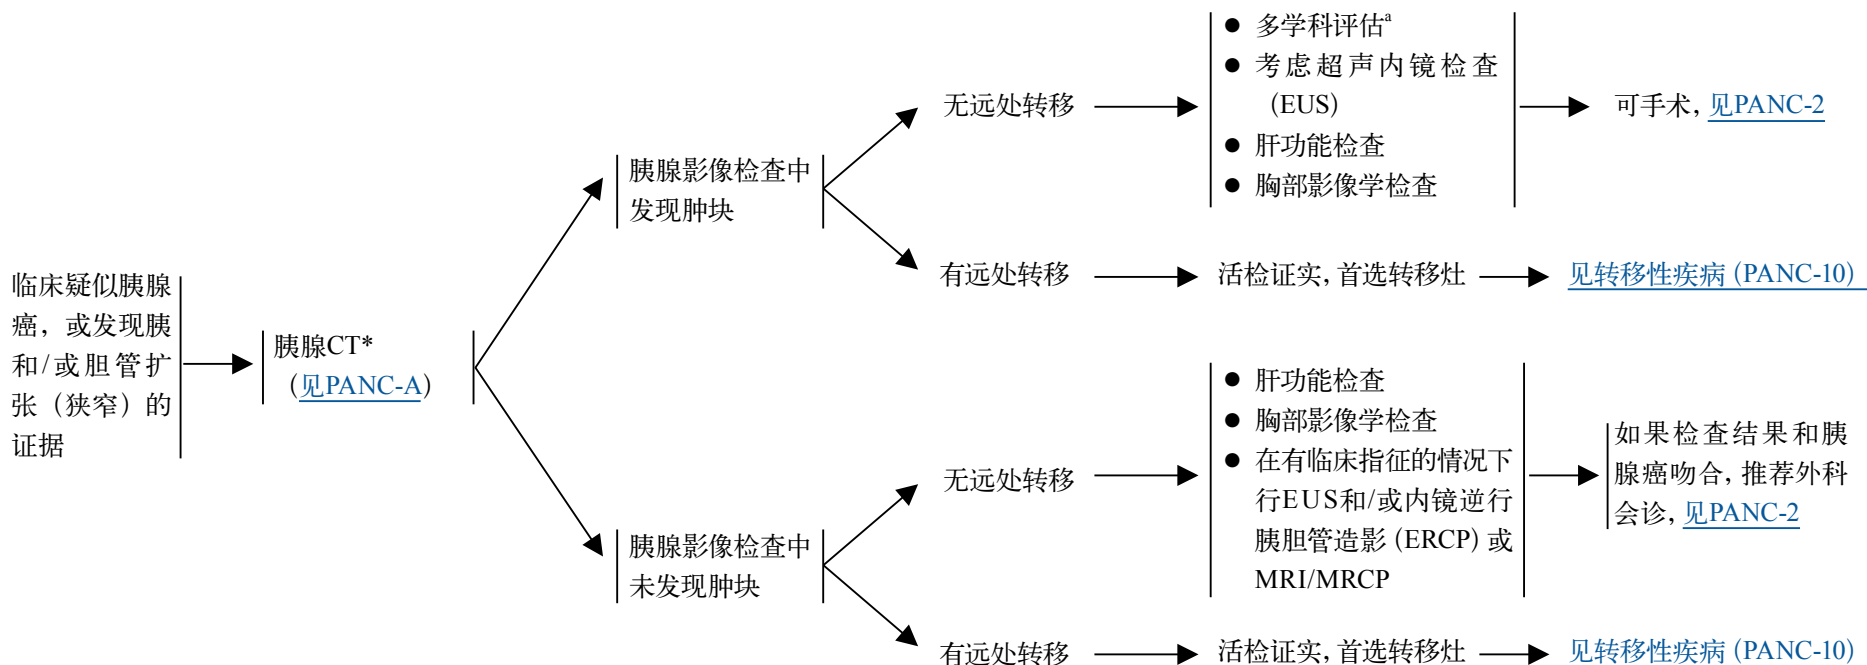 临床疑似胰腺
癌，或发现胰
和/或胆管扩
张（狭窄）的
证据
胰腺CT*
（见PANC-A）
胰腺影像检查中
发现肿块
无远处转移
● 多学科评估a
● 考虑超声内镜检查
（EUS）
● 肝功能检查
● 胸部影像学检查
可手术, 见PANC-2
有远处转移
活检证实, 首选转移灶
见转移性疾病 (PANC-10)
胰腺影像检查中
未发现肿块
无远处转移
● 肝功能检查
● 胸部影像学检查
● 在有临床指征的情况下
行EUS和/或内镜逆行
胰胆管造影 (ERCP) 或
MRI/MRCP
如果检查结果和胰
腺癌吻合, 推荐外科
会诊, 见PANC-2
有远处转移
活检证实, 首选转移灶
见转移性疾病 (PANC-10)